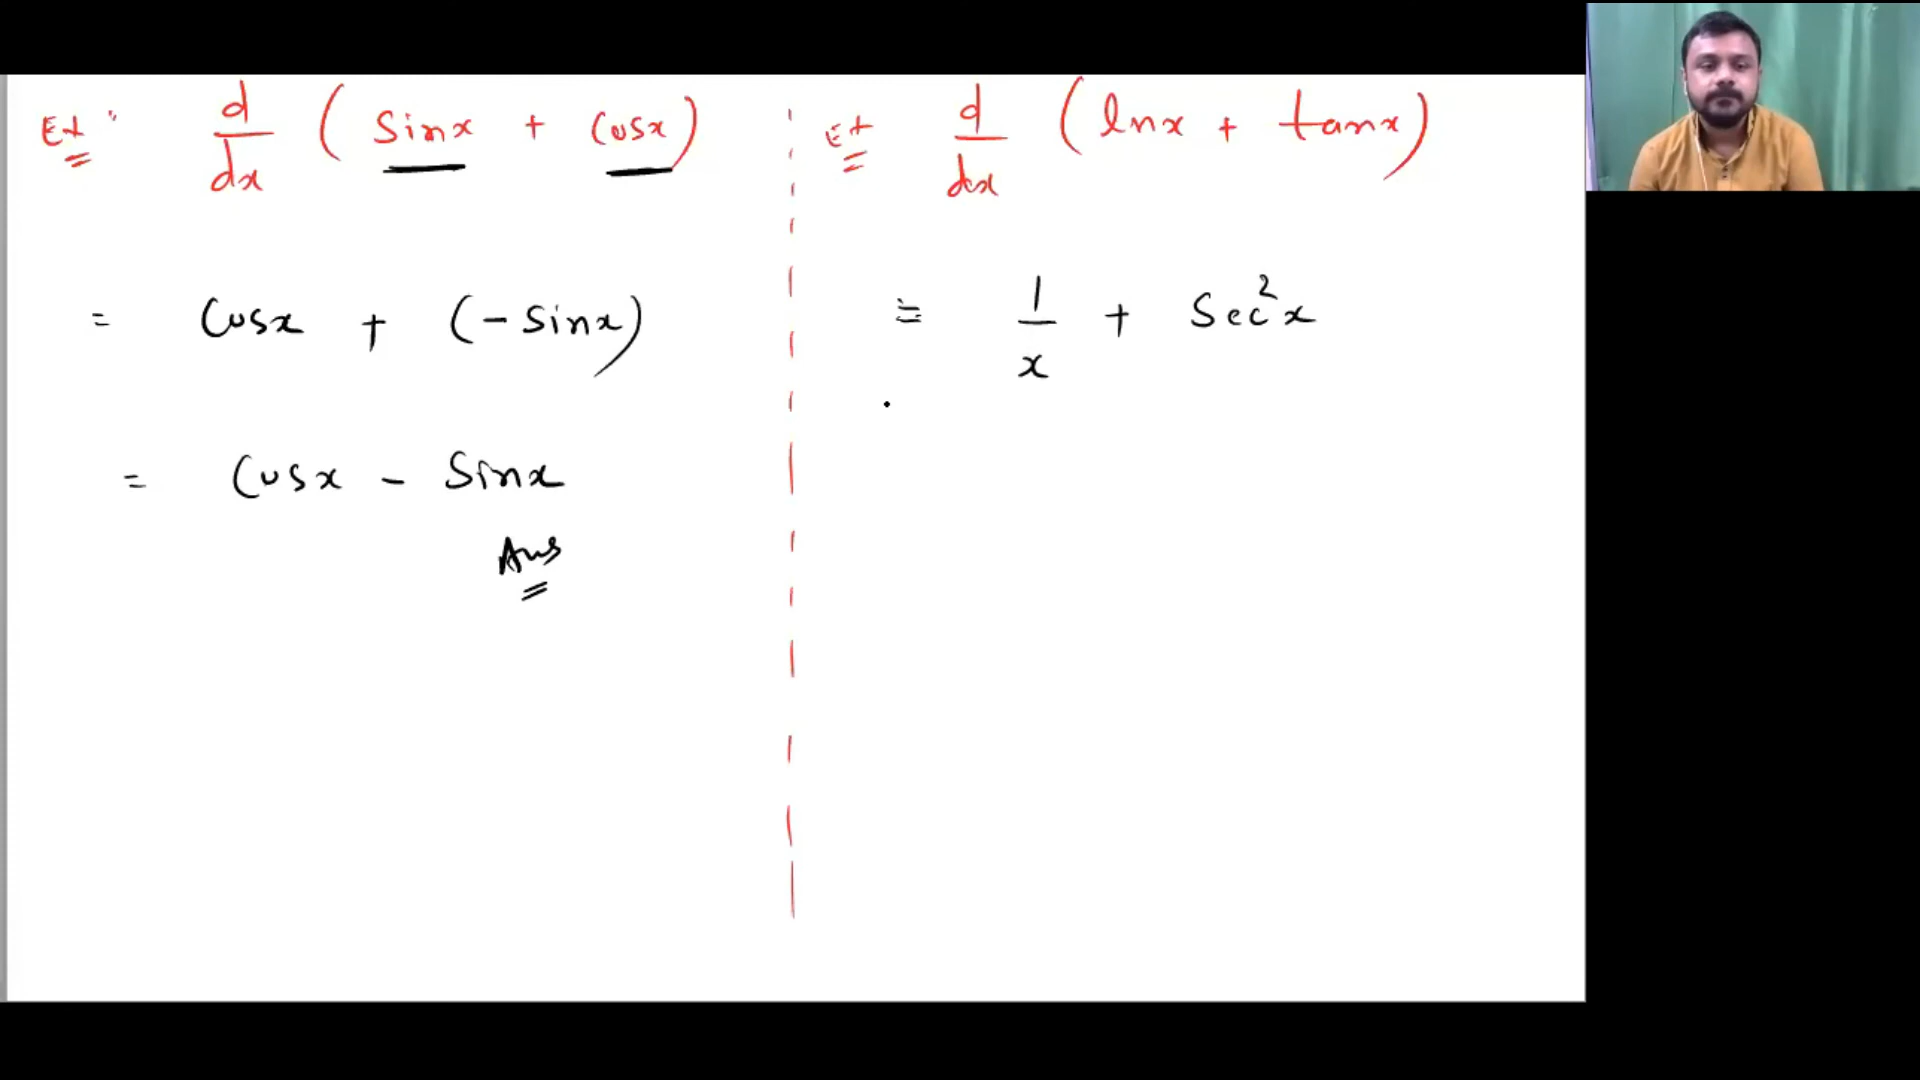 Ex: d/dx (sinx + cosx)
= cosx + (-sinx)
= cosx - sinx
Ans
Ex d/dx (lnx + tanx)
= 1/x + Sec²x